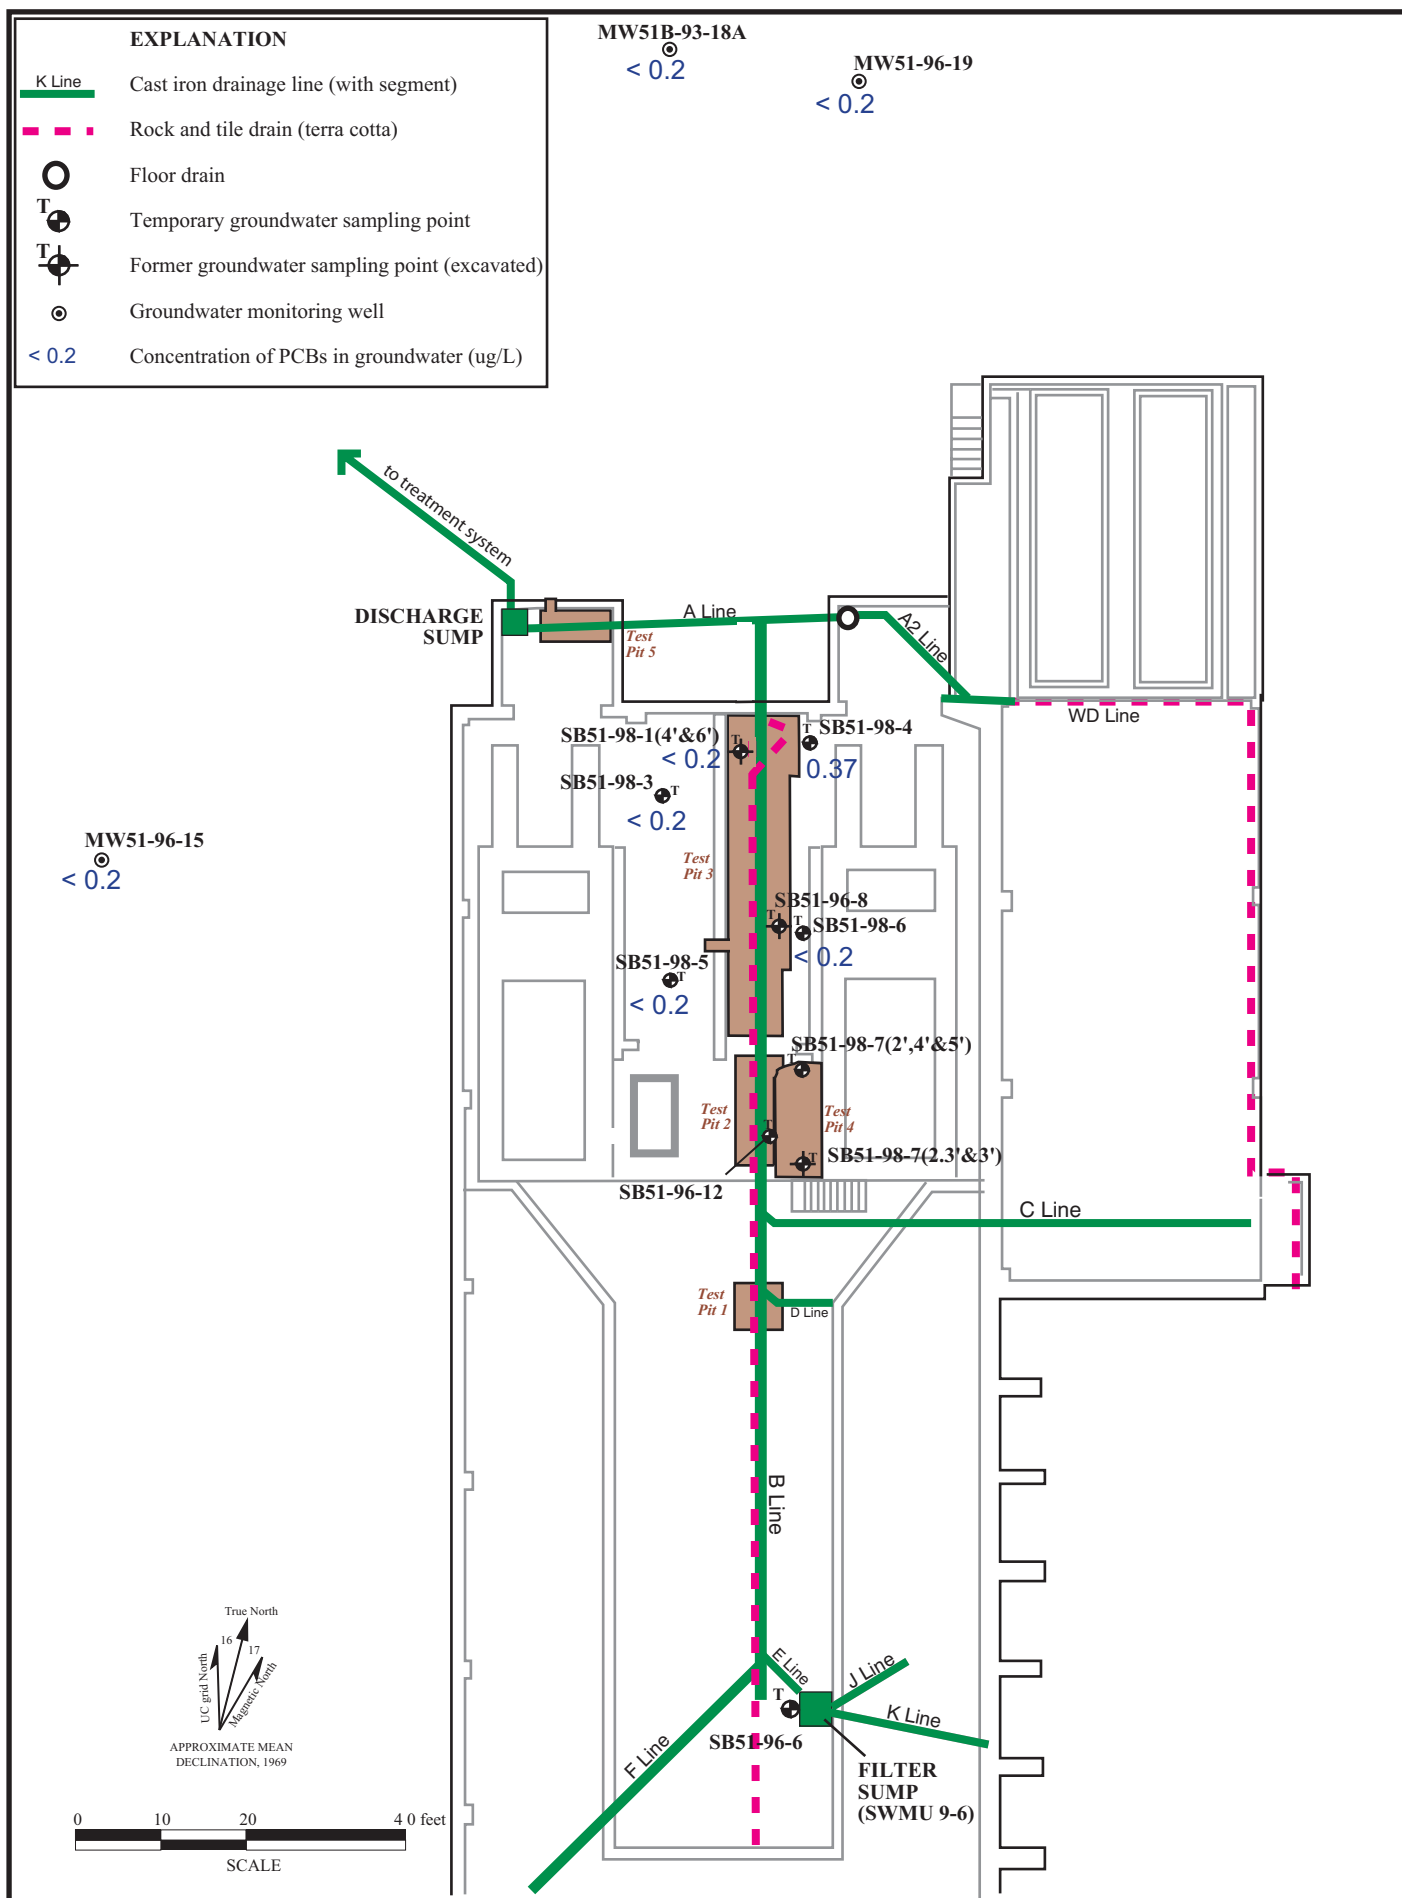 EXPLANATION
K Line
Cast iron drainage line (with segment)
Rock and tile drain (terra cotta)
Floor drain
T
Temporary groundwater sampling point
T
Former groundwater sampling point (excavated)
Groundwater monitoring well
< 0.2
Concentration of PCBs in groundwater (ug/L)
MW51B-93-18A
< 0.2
MW51-96-19
< 0.2
to treatment system
DISCHARGE
SUMP
A Line
Test
Pit 5
A2 Line
WD Line
SB51-98-1(4'&6')
T
< 0.2
T
SB51-98-4
0.37
SB51-98-3
T
< 0.2
MW51-96-15
< 0.2
Test
Pit 3
SB51-96-8
T
T
SB51-98-6
< 0.2
SB51-98-5
T
< 0.2
SB51-98-7(2',4'&5')
T
Test
Pit 2
Test
Pit 4
T
T
SB51-98-7(2.3'&3')
SB51-96-12
C Line
Test
Pit 1
D Line
B Line
E Line
J Line
K Line
T
SB51-96-6
F Line
FILTER
SUMP
(SWMU 9-6)
True North
16
17
UC grid North
Magnetic North
APPROXIMATE MEAN
DECLINATION, 1969
0 10 20 4 0 feet
SCALE